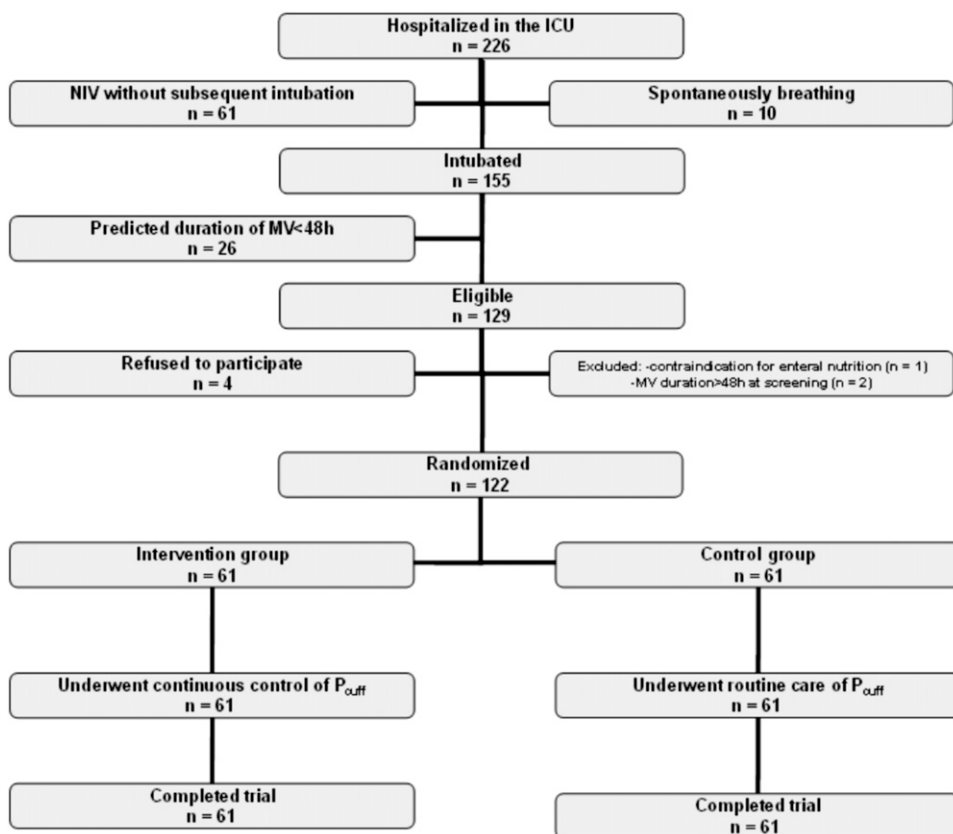 Hospitalized in the ICU
n = 226
NIV without subsequent intubation
n = 61
Spontaneously breathing
n = 10
Intubated
n = 155
Predicted duration of MV<48h
n = 26
Eligible
n = 129
Refused to participate
n = 4
Excluded: -contraindication for enteral nutrition (n = 1)
-MV duration>48h at screening (n = 2)
Randomized
n = 122
Intervention group
n = 61
Control group
n = 61
Underwent continuous control of Pcuff
n = 61
Underwent routine care of Pcuff
n = 61
Completed trial
n = 61
Completed trial
n = 61